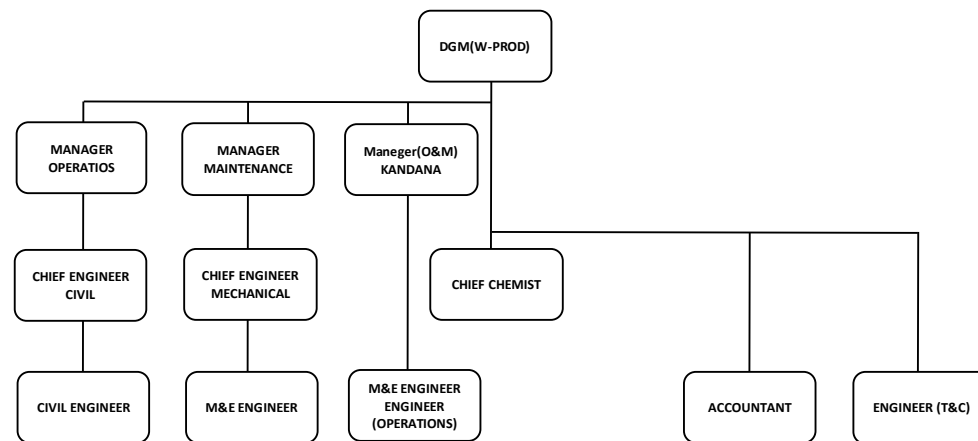 DGM(W-PROD)
MANAGER
OPERATIOS
MANAGER
MAINTENANCE
Maneger(O&M)
KANDANA
CHIEF ENGINEER
CIVIL
CHIEF ENGINEER
MECHANICAL
CHIEF CHEMIST
CIVIL ENGINEER
M&E ENGINEER
M&E ENGINEER
ENGINEER
(OPERATIONS)
ACCOUNTANT
ENGINEER (T&C)